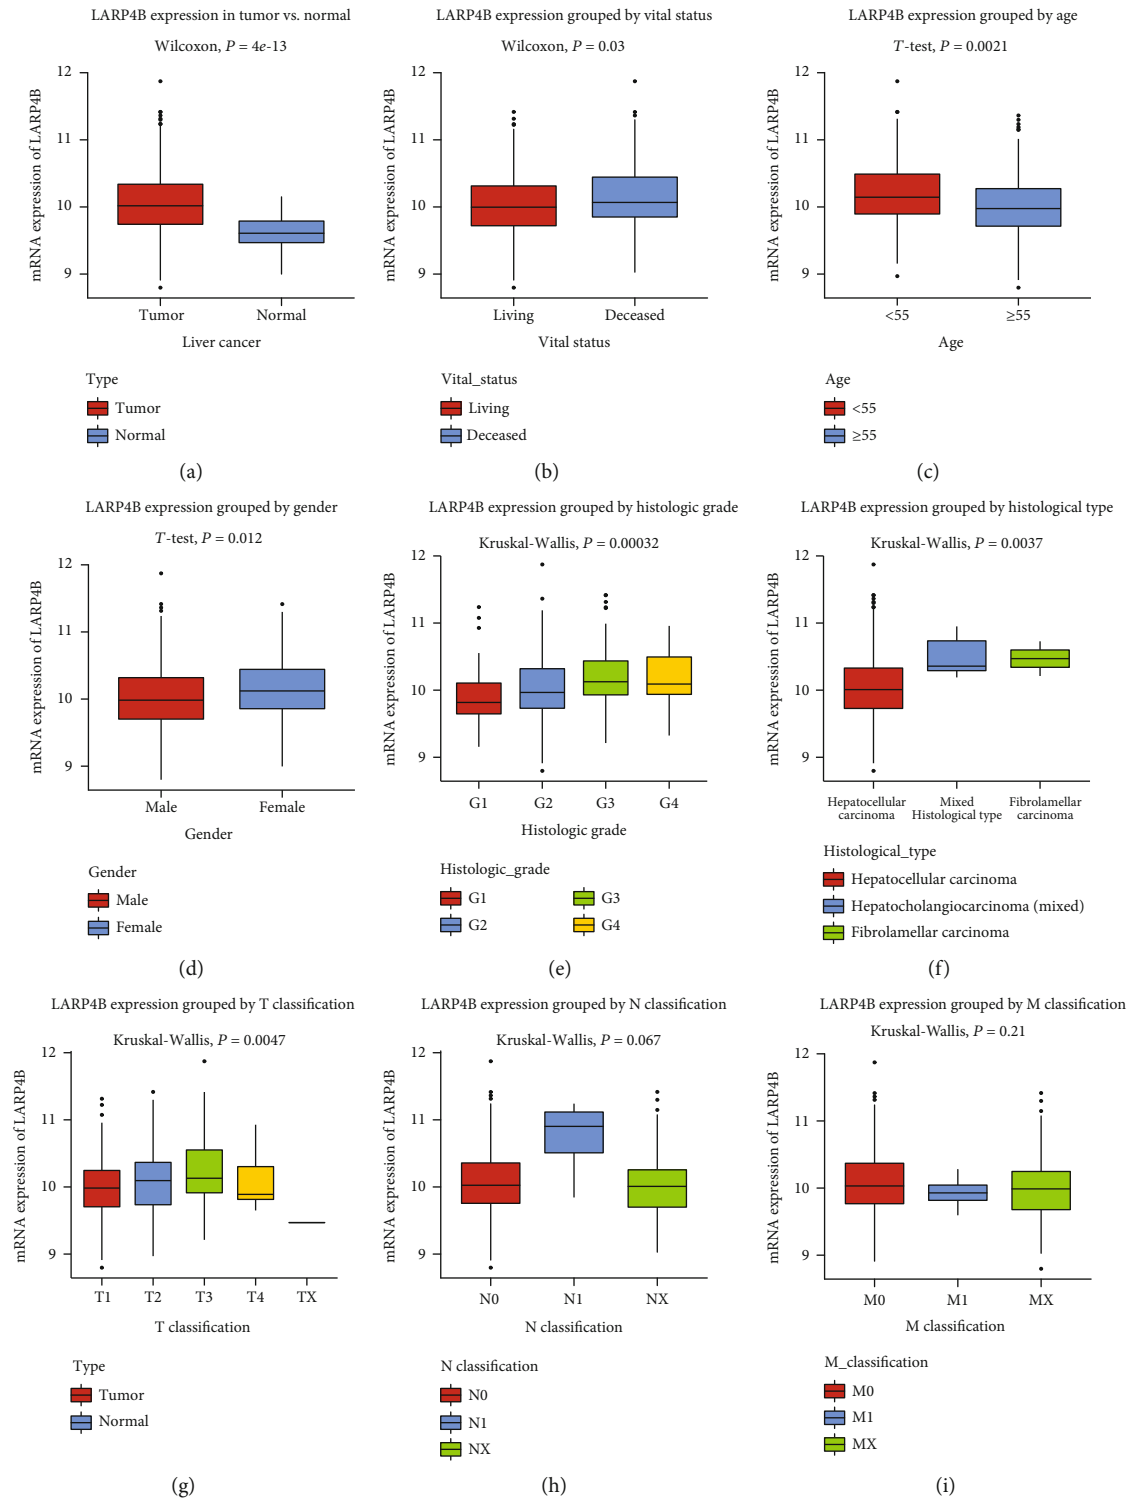 LARP4B expression in tumor vs. normal
Wilcoxon, P = 4e-13
mRNA expression of LARP4B
12
11
10
9
Tumor Normal
Liver cancer
Type
Tumor
Normal
(a)
LARP4B expression grouped by vital status
Wilcoxon, P = 0.03
mRNA expression of LARP4B
12
11
10
9
Living Deceased
Vital status
Vital_status
Living
Deceased
(b)
LARP4B expression grouped by age
T-test, P = 0.0021
mRNA expression of LARP4B
12
11
10
9
<55 ≥55
Age
Age
<55
≥55
(c)
LARP4B expression grouped by gender
T-test, P = 0.012
mRNA expression of LARP4B
12
11
10
9
Male Female
Gender
Gender
Male
Female
(d)
LARP4B expression grouped by histologic grade
Kruskal-Wallis, P = 0.00032
mRNA expression of LARP4B
12
11
10
9
G1 G2 G3 G4
Histologic grade
Histologic_grade
G1 G3
G2 G4
(e)
LARP4B expression grouped by histological type
Kruskal-Wallis, P = 0.0037
mRNA expression of LARP4B
12
11
10
9
Hepatocellular Mixed Fibrolamellar
carcinoma Histological type carcinoma
Histological_type
Hepatocellular carcinoma
Hepatocholangiocarcinoma (mixed)
Fibrolamellar carcinoma
(f)
LARP4B expression grouped by T classification
Kruskal-Wallis, P = 0.0047
mRNA expression of LARP4B
12
11
10
9
T1 T2 T3 T4 TX
T classification
Type
Tumor
Normal
(g)
LARP4B expression grouped by N classification
Kruskal-Wallis, P = 0.067
mRNA expression of LARP4B
12
11
10
9
N0 N1 NX
N classification
N classification
N0
N1
NX
(h)
LARP4B expression grouped by M classification
Kruskal-Wallis, P = 0.21
mRNA expression of LARP4B
12
11
10
9
M0 M1 MX
M classification
M_classification
M0
M1
MX
(i)